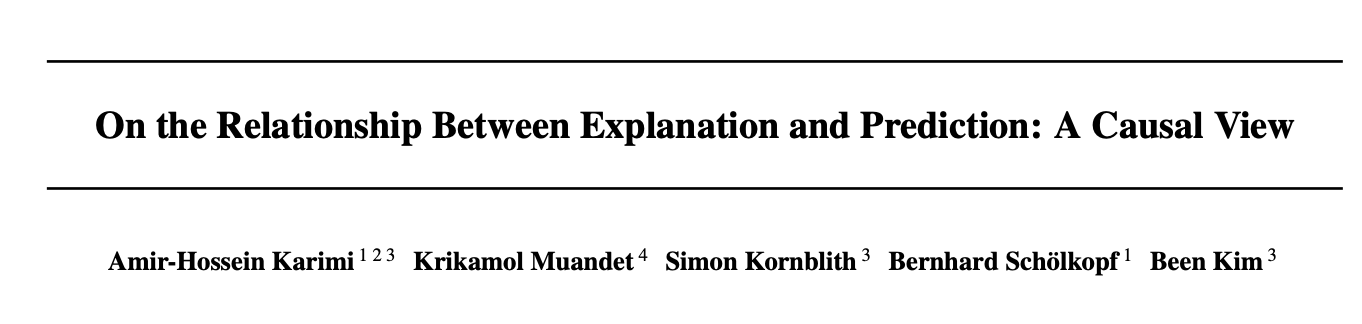 On the Relationship Between Explanation and Prediction: A Causal View
Amir-Hossein Karimi 1 2 3 Krikamol Muandet 4 Simon Kornblith 3 Bernhard Schölkopf 1 Been Kim 3